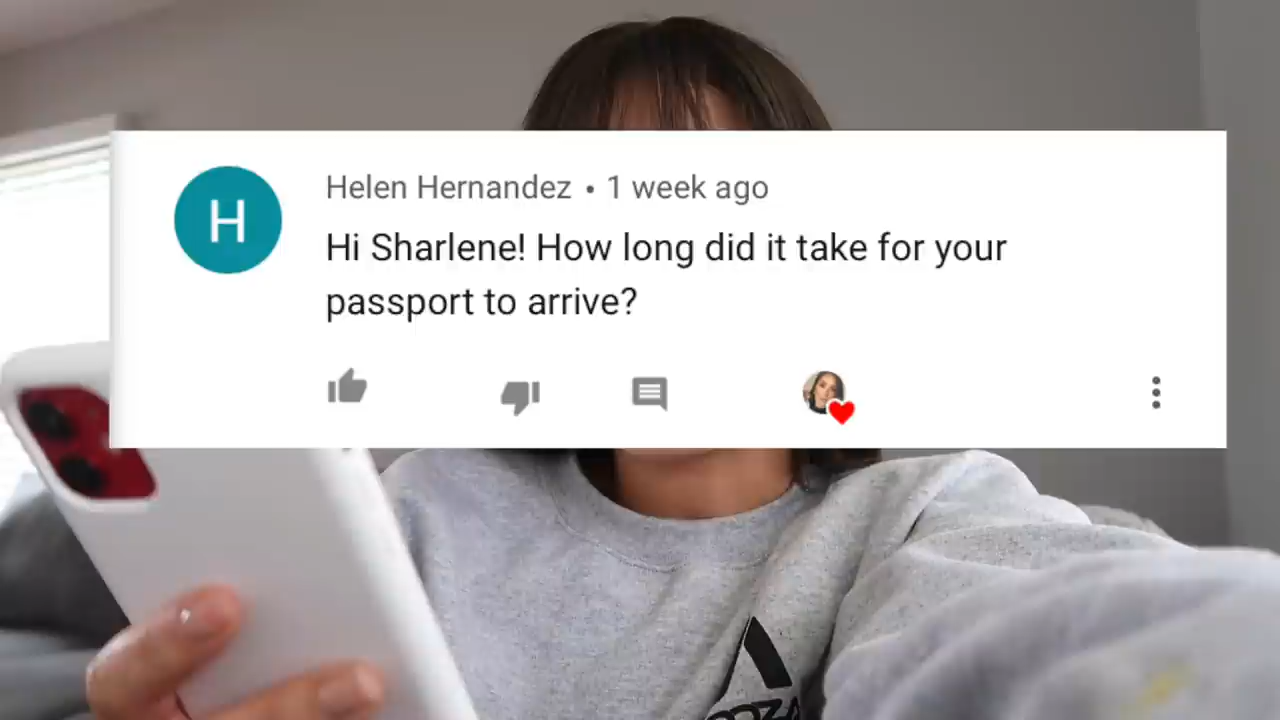 H
Helen Hernandez • 1 week ago
Hi Sharlene! How long did it take for your
passport to arrive?